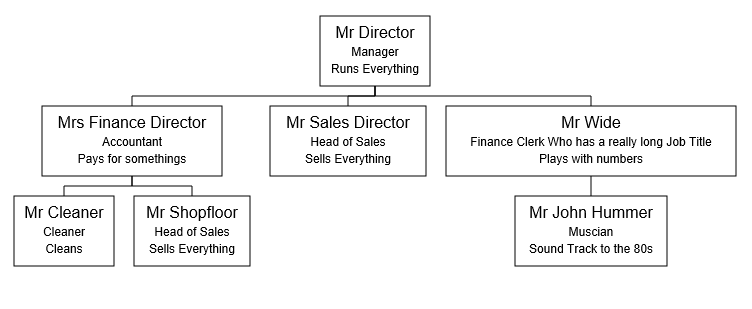 Mr Director
Manager
Runs Everything
Mrs Finance Director
Accountant
Pays for somethings
Mr Sales Director
Head of Sales
Sells Everything
Mr Wide
Finance Clerk Who has a really long Job Title
Plays with numbers
Mr Cleaner
Cleaner
Cleans
Mr Shopfloor
Head of Sales
Sells Everything
Mr John Hummer
Muscian
Sound Track to the 80s